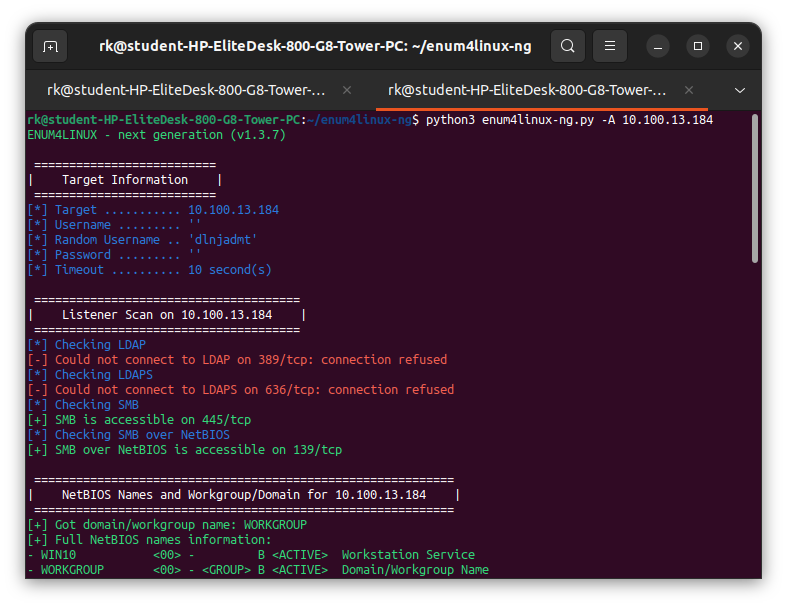 rk@student-HP-EliteDesk-800-G8-Tower-PC: ~/enum4linux-ng
rk@student-HP-EliteDesk-800-G8-Tower-... × rk@student-HP-EliteDesk-800-G8-Tower-... ×
rk@student-HP-EliteDesk-800-G8-Tower-PC:~/enum4linux-ng$ python3 enum4linux-ng.py -A 10.100.13.184
ENUM4LINUX - next generation (v1.3.7)
==========================
|    Target Information    |
==========================
[*] Target ........... 10.100.13.184
[*] Username ......... ''
[*] Random Username .. 'dlnjadmt'
[*] Password ......... ''
[*] Timeout .......... 10 second(s)
======================================
|    Listener Scan on 10.100.13.184    |
======================================
[*] Checking LDAP
[-] Could not connect to LDAP on 389/tcp: connection refused
[*] Checking LDAPS
[-] Could not connect to LDAPS on 636/tcp: connection refused
[*] Checking SMB
[+] SMB is accessible on 445/tcp
[*] Checking SMB over NetBIOS
[+] SMB over NetBIOS is accessible on 139/tcp
============================================================
|    NetBIOS Names and Workgroup/Domain for 10.100.13.184    |
============================================================
[+] Got domain/workgroup name: WORKGROUP
[+] Full NetBIOS names information:
- WIN10           <00> -         B <ACTIVE>  Workstation Service
- WORKGROUP       <00> - <GROUP> B <ACTIVE>  Domain/Workgroup Name